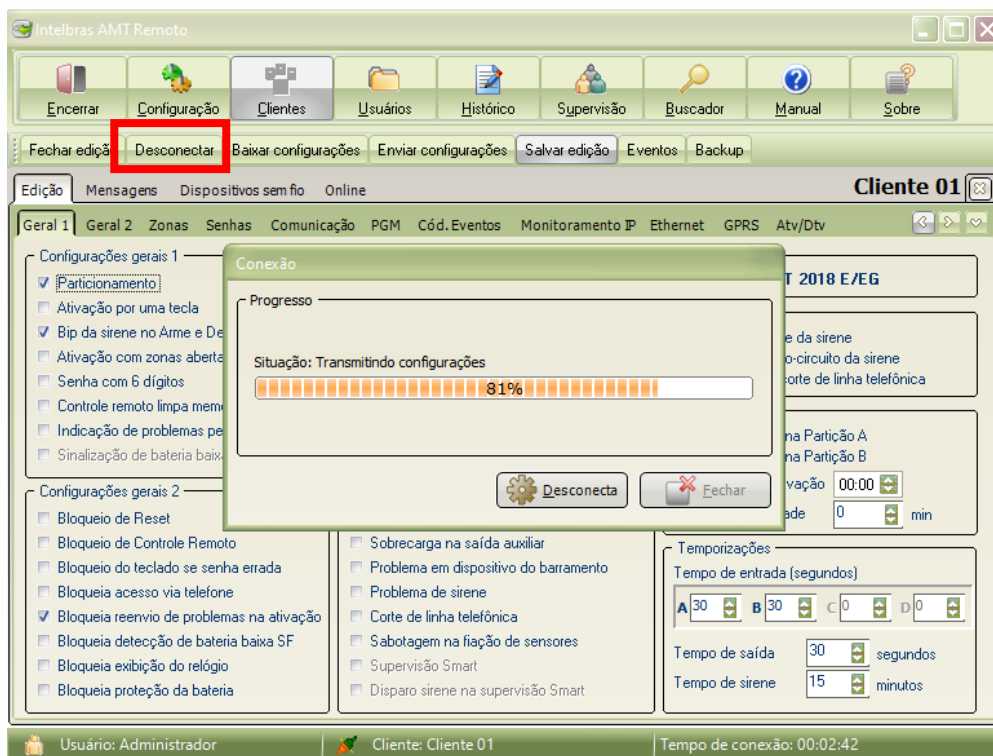 Intelbras AMT Remoto
Encerrar Configuração Clientes Usuários Histórico Supervisão Buscador Manual Sobre
Fechar ediçã Desconectar Baixar configurações Enviar configurações Salvar edição Eventos Backup
Edição Mensagens Dispositivos sem fio Online Cliente 01
Geral 1 Geral 2 Zonas Senhas Comunicação PGM Cód. Eventos Monitoramento IP Ethernet GPRS Atv/Dtv
Configurações gerais 1
Particionamento
Ativação por uma tecla
Bip da sirene no Arme e De
Ativação com zonas aberta
Senha com 6 dígitos
Controle remoto limpa mem
Indicação de problemas pe
Sinalização de bateria baix
Configurações gerais 2
Bloqueio de Reset
Bloqueio de Controle Remoto
Bloqueio do teclado se senha errada
Bloqueia acesso via telefone
Bloqueia reenvio de problemas na ativação
Bloqueia detecção de bateria baixa SF
Bloqueia exibição do relógio
Bloqueia proteção da bateria
Conexão
Progresso
Situação: Transmitindo configurações
81%
Desconecta Fechar
Sobrecarga na saída auxiliar
Problema em dispositivo do barramento
Problema de sirene
Corte de linha telefônica
Sabotagem na fiação de sensores
Supervisão Smart
Disparo sirene na supervisão Smart
T 2018 E/EG
e da sirene
o-circuito da sirene
orte de linha telefônica
na Partição A
na Partição B
vação 00:00
ade 0 min
Temporizações
Tempo de entrada (segundos)
A 30 B 30 C 0 D 0
Tempo de saída 30 segundos
Tempo de sirene 15 minutos
Usuário: Administrador Cliente: Cliente 01 Tempo de conexão: 00:02:42